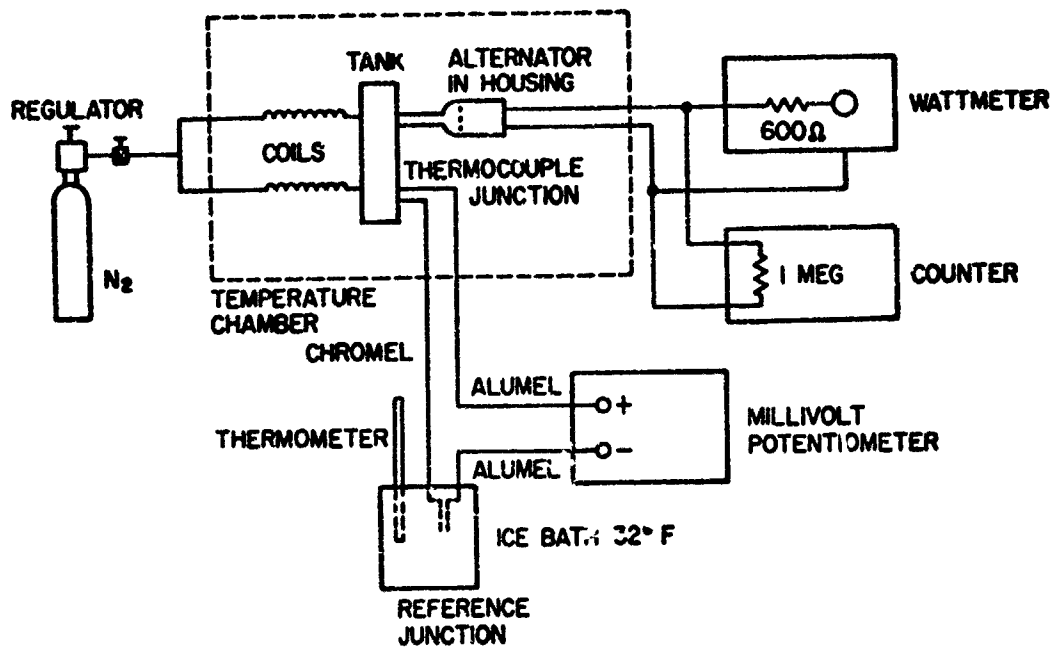 TANK
ALTERNATOR
IN HOUSING
REGULATOR
WATTMETER
600Ω
COILS
THERMOCOUPLE
JUNCTION
N2
1 MEG
COUNTER
TEMPERATURE
CHAMBER
CHROMEL
ALUMEL
+
MILLIVOLT
POTENTIOMETER
THERMOMETER
−
ALUMEL
ICE BATH 32° F
REFERENCE
JUNCTION